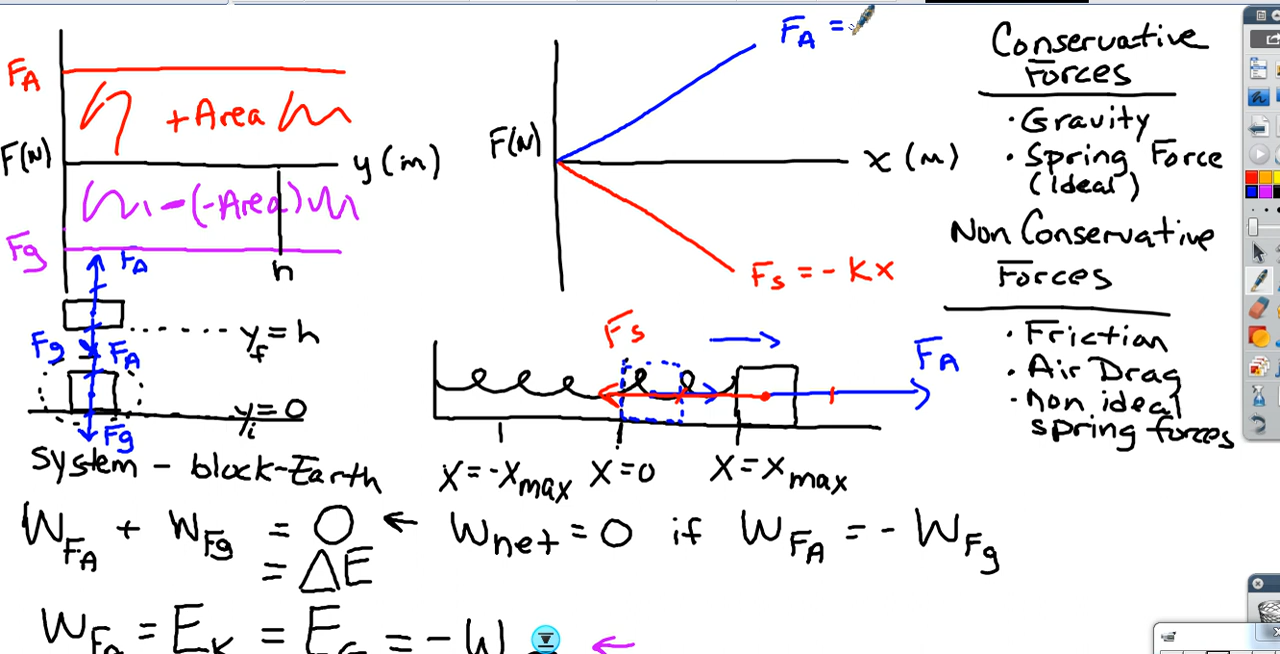 FA
+Area
F(N)
y (m)
-(-Area)
Fg
FA
h
yf = h
Fg
FA
yi = 0
Fg
System - block-Earth
FA =
F(N)
x (m)
Fs = - Kx
Fs
FA
x = -xmax
x = 0
x = xmax
Conservative
Forces
· Gravity
· Spring Force
(Ideal)
Non Conservative
Forces
· Friction
· Air Drag
· non ideal
spring forces
WFA + WFg = 0 ← Wnet = 0 if WFA = - WFg
= ΔE
= EK =
= - W